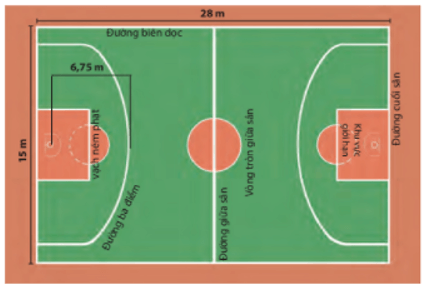 28 m
Đường biên dọc
6,75 m
15 m
vạch ném phạt
Đường ba điểm
Đường giữa sân
Vòng tròn giữa sân
Khu vực
giới hạn
Đường cuối sân